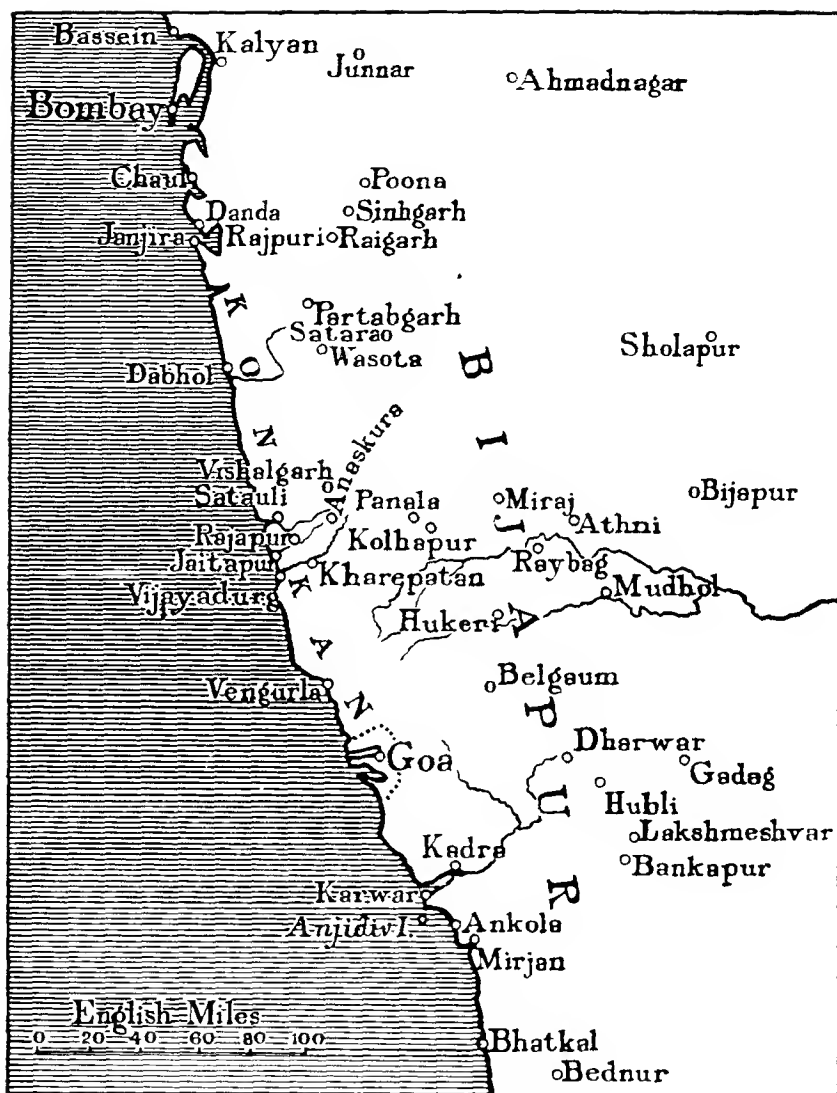 Bassein
Kalyan
Junnar
Ahmadnagar
Bombay
Chaul
Poona
Danda
Sinhgarh
Janjira
Rajpuri
Raigarh
KONKAN
Partabgarh
Satara
Wasota
BIJAPUR
Sholapur
Dabhol
Anaskura
Vishalgarh
Satauli
Panala
Miraj
Bijapur
Athni
Rajapur
Kolhapur
Jaitapur
Raybag
Kharepatan
Mudhol
Vijayadurg
Hukeri
Vengurla
Belgaum
Goa
Dharwar
Gadag
Hubli
Lakshmeshvar
Kadra
Bankapur
Karwar
Anjidiv I.
Ankola
Mirjan
English Miles
0 20 40 60 80 100
Bhatkal
Bednur